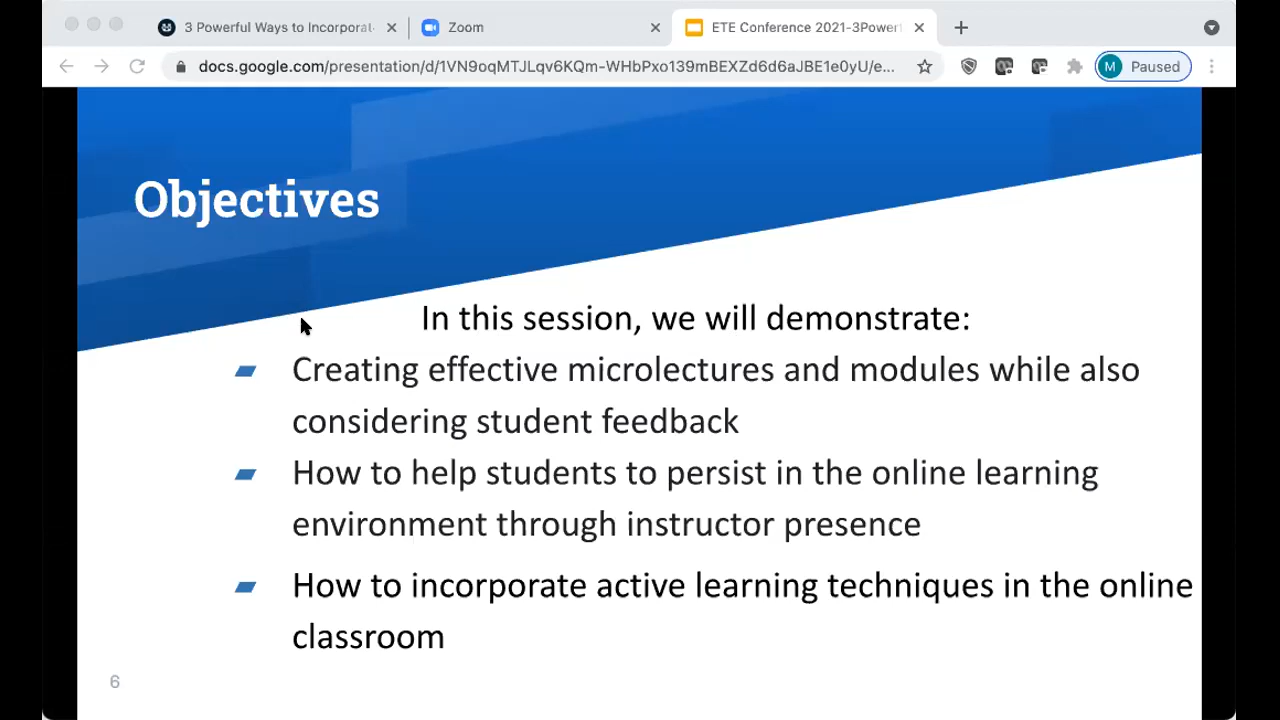 3 Powerful Ways to Incorporat
Zoom
ETE Conference 2021-3Power
docs.google.com/presentation/d/1VN9oqMTJLqv6KQm-WHbPxo139mBEXZd6d6aJBE1e0yU/e...
M
Paused
Objectives
In this session, we will demonstrate:
Creating effective microlectures and modules while also
considering student feedback
How to help students to persist in the online learning
environment through instructor presence
How to incorporate active learning techniques in the online
classroom
6